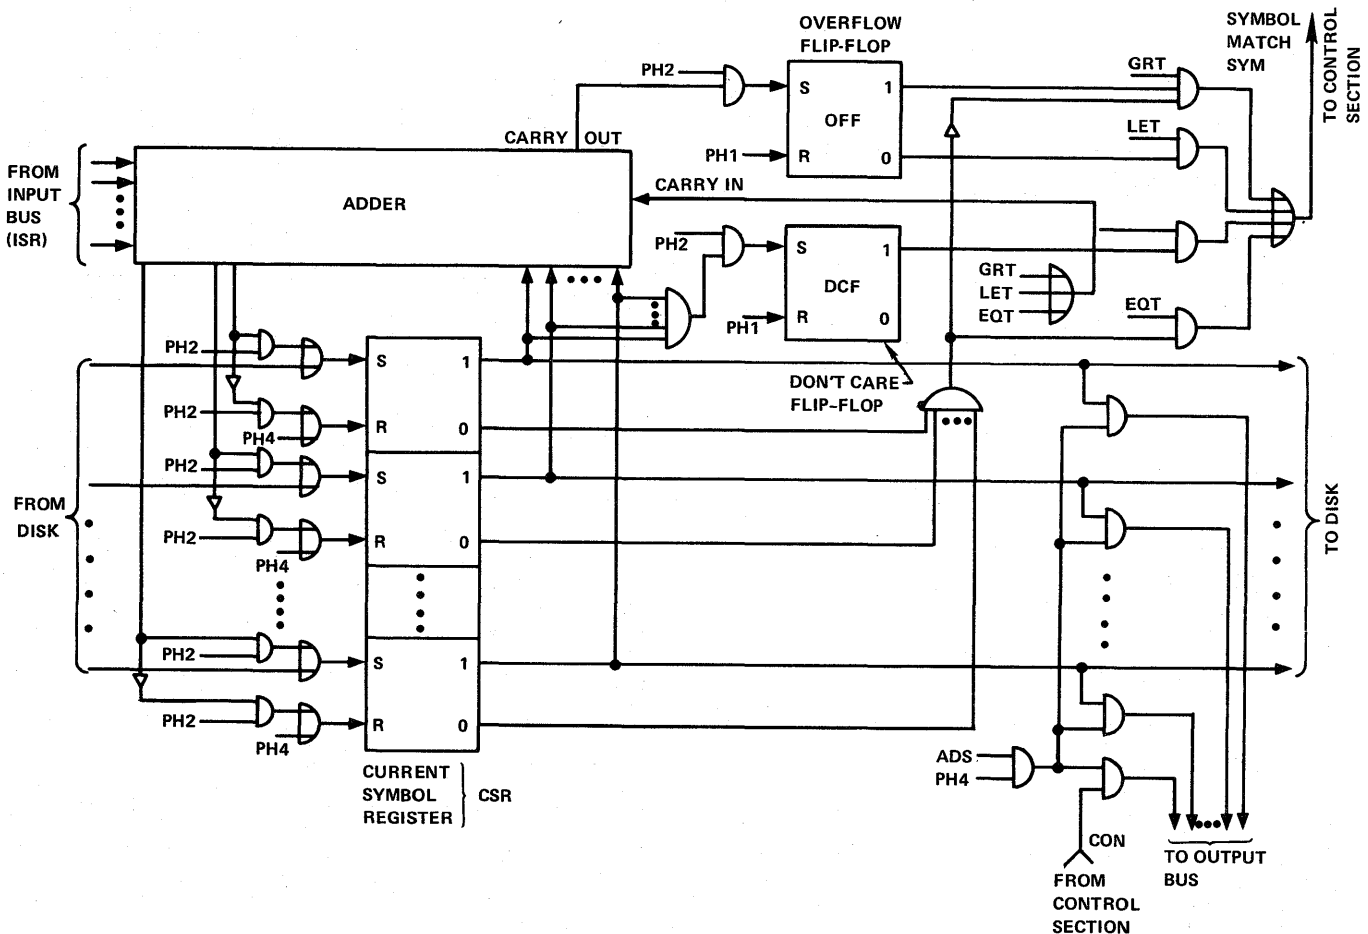 OVERFLOW
FLIP-FLOP
SYMBOL
MATCH
SYM
TO CONTROL
SECTION
PH2
S 1
OFF
R 0
PH1
GRT
LET
CARRY OUT
FROM
INPUT
BUS
(ISR)
ADDER
CARRY IN
PH2
S 1
DCF
R 0
PH1
GRT
LET
EQT
EQT
DON'T CARE
FLIP-FLOP
PH2
S 1
PH2
PH4
R 0
PH2
S 1
FROM
DISK
TO DISK
PH2
PH4
R 0
PH2
S 1
PH2
PH4
R 0
ADS
PH4
CURRENT
SYMBOL
REGISTER
CSR
CON
FROM
CONTROL
SECTION
TO OUTPUT
BUS